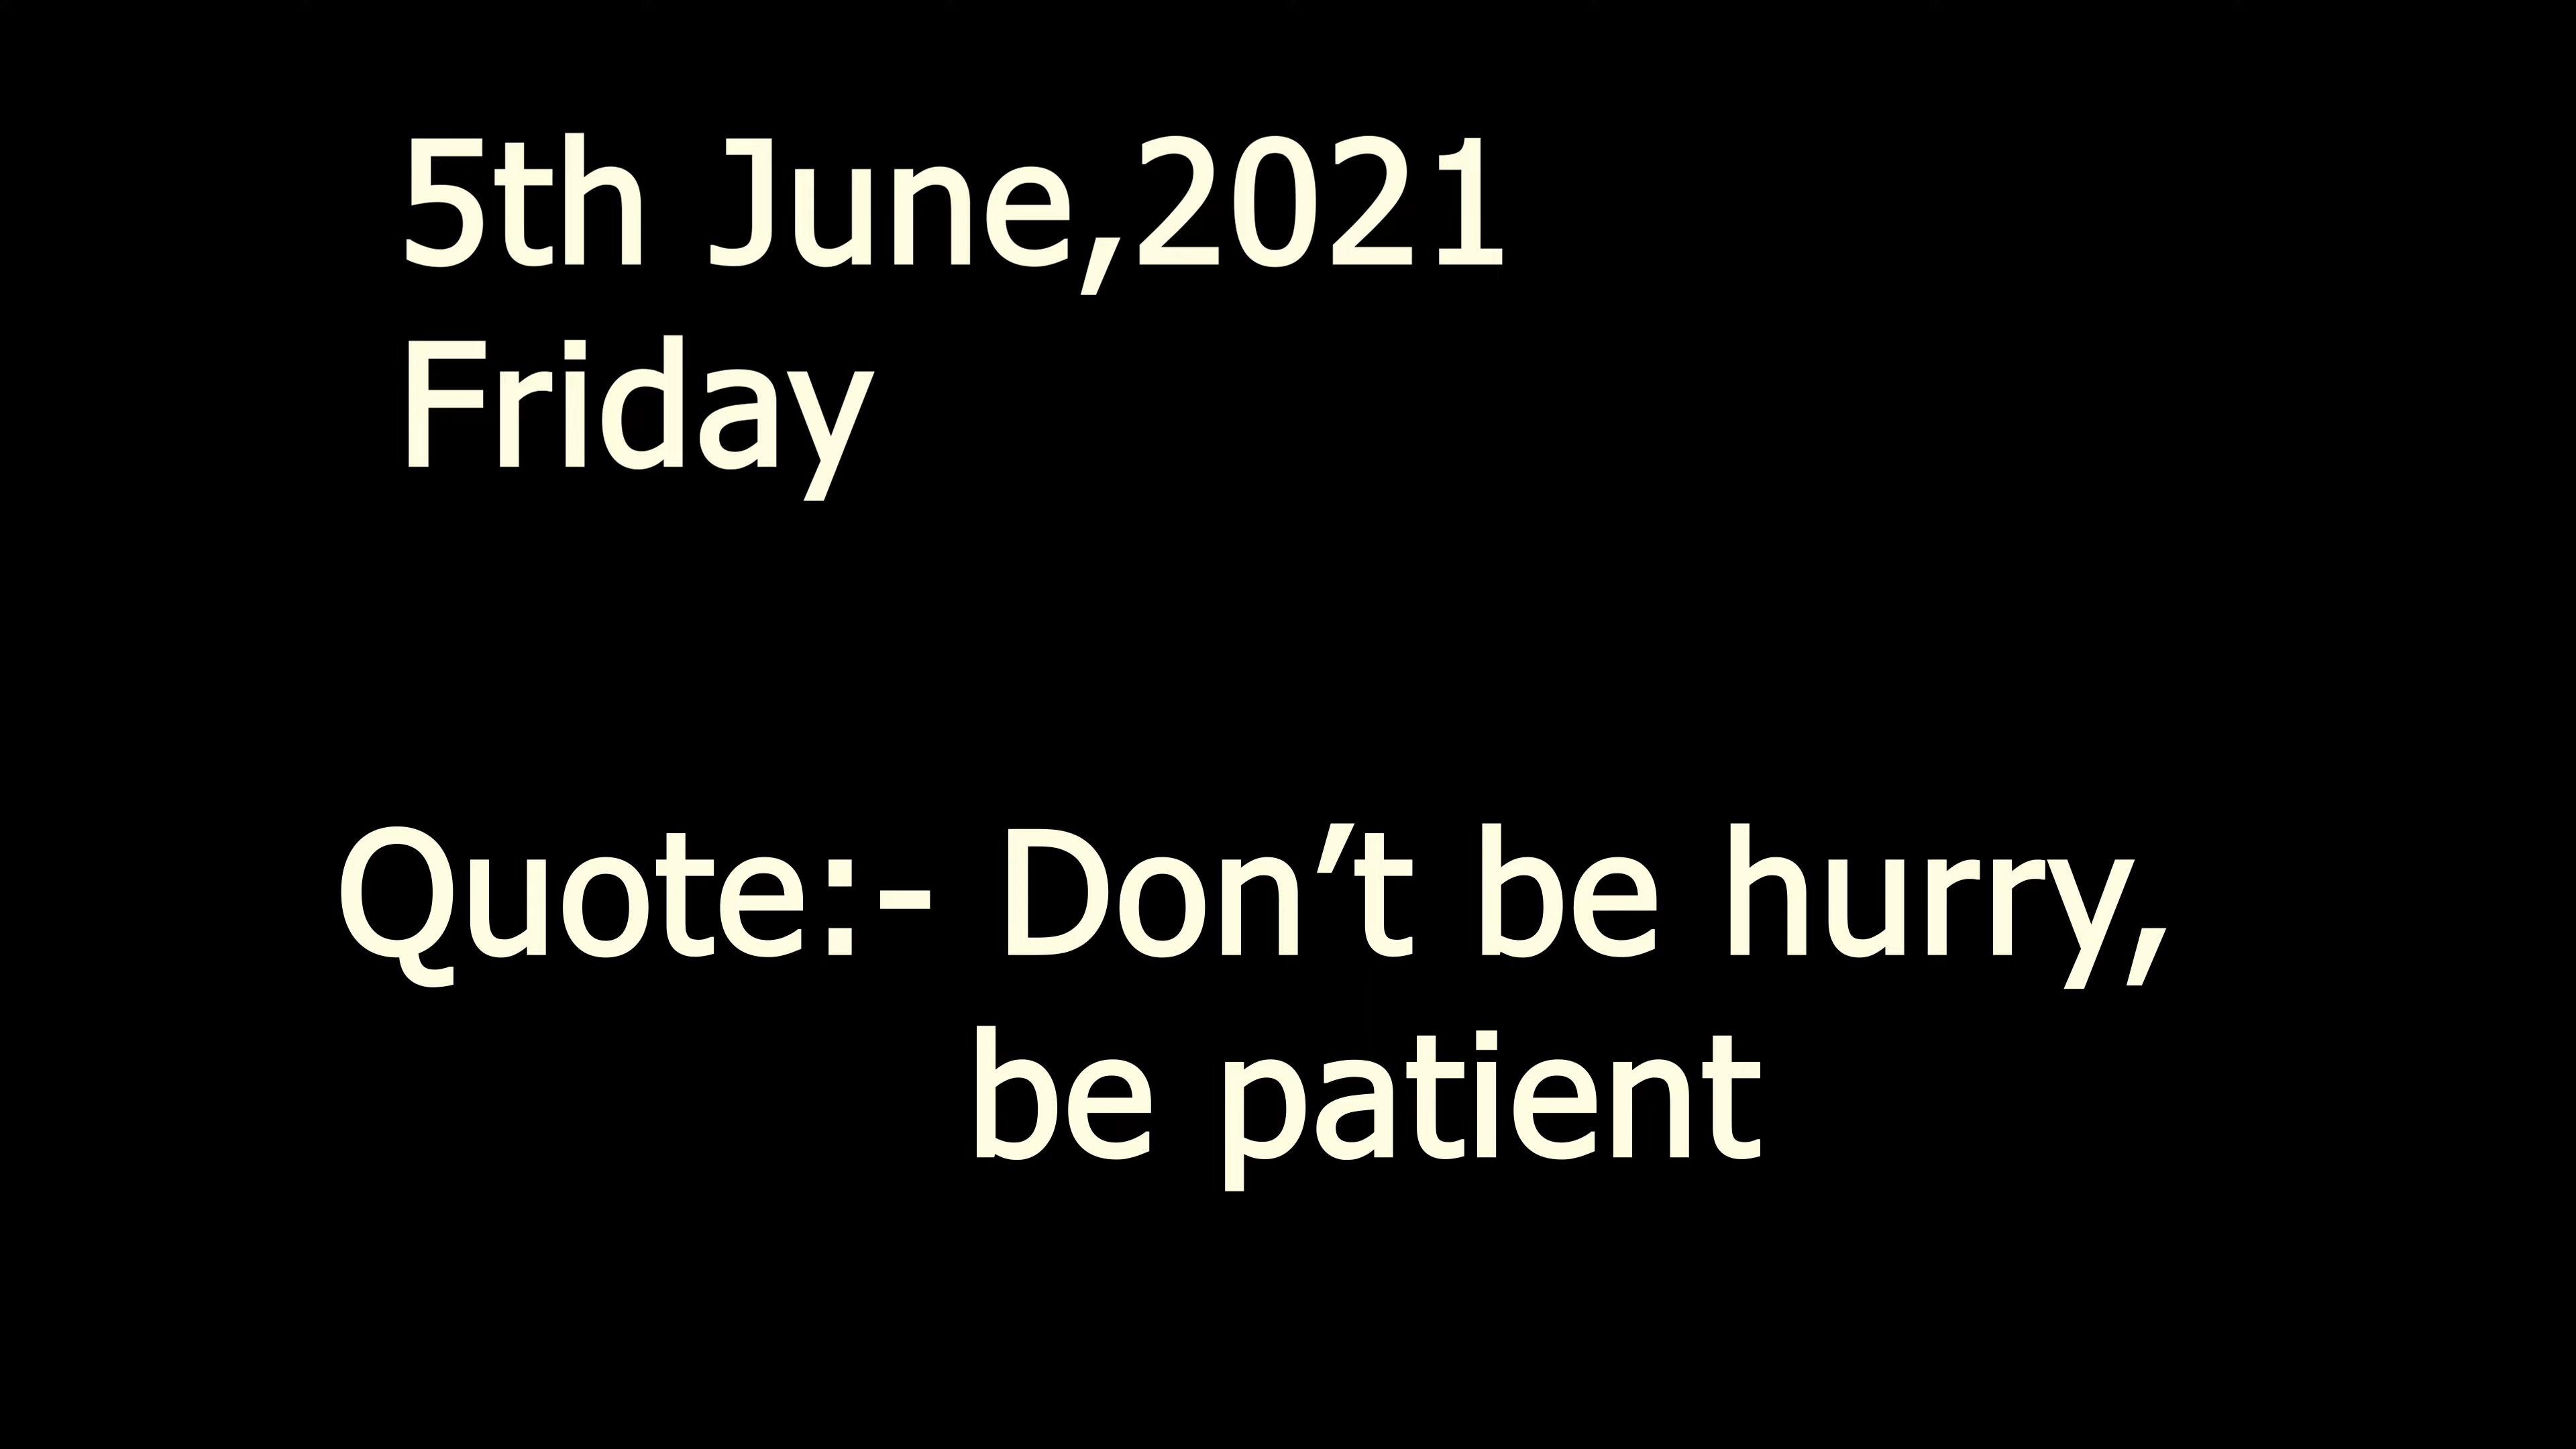 5th June,2021
Friday
Quote:- Don’t be hurry,
be patient